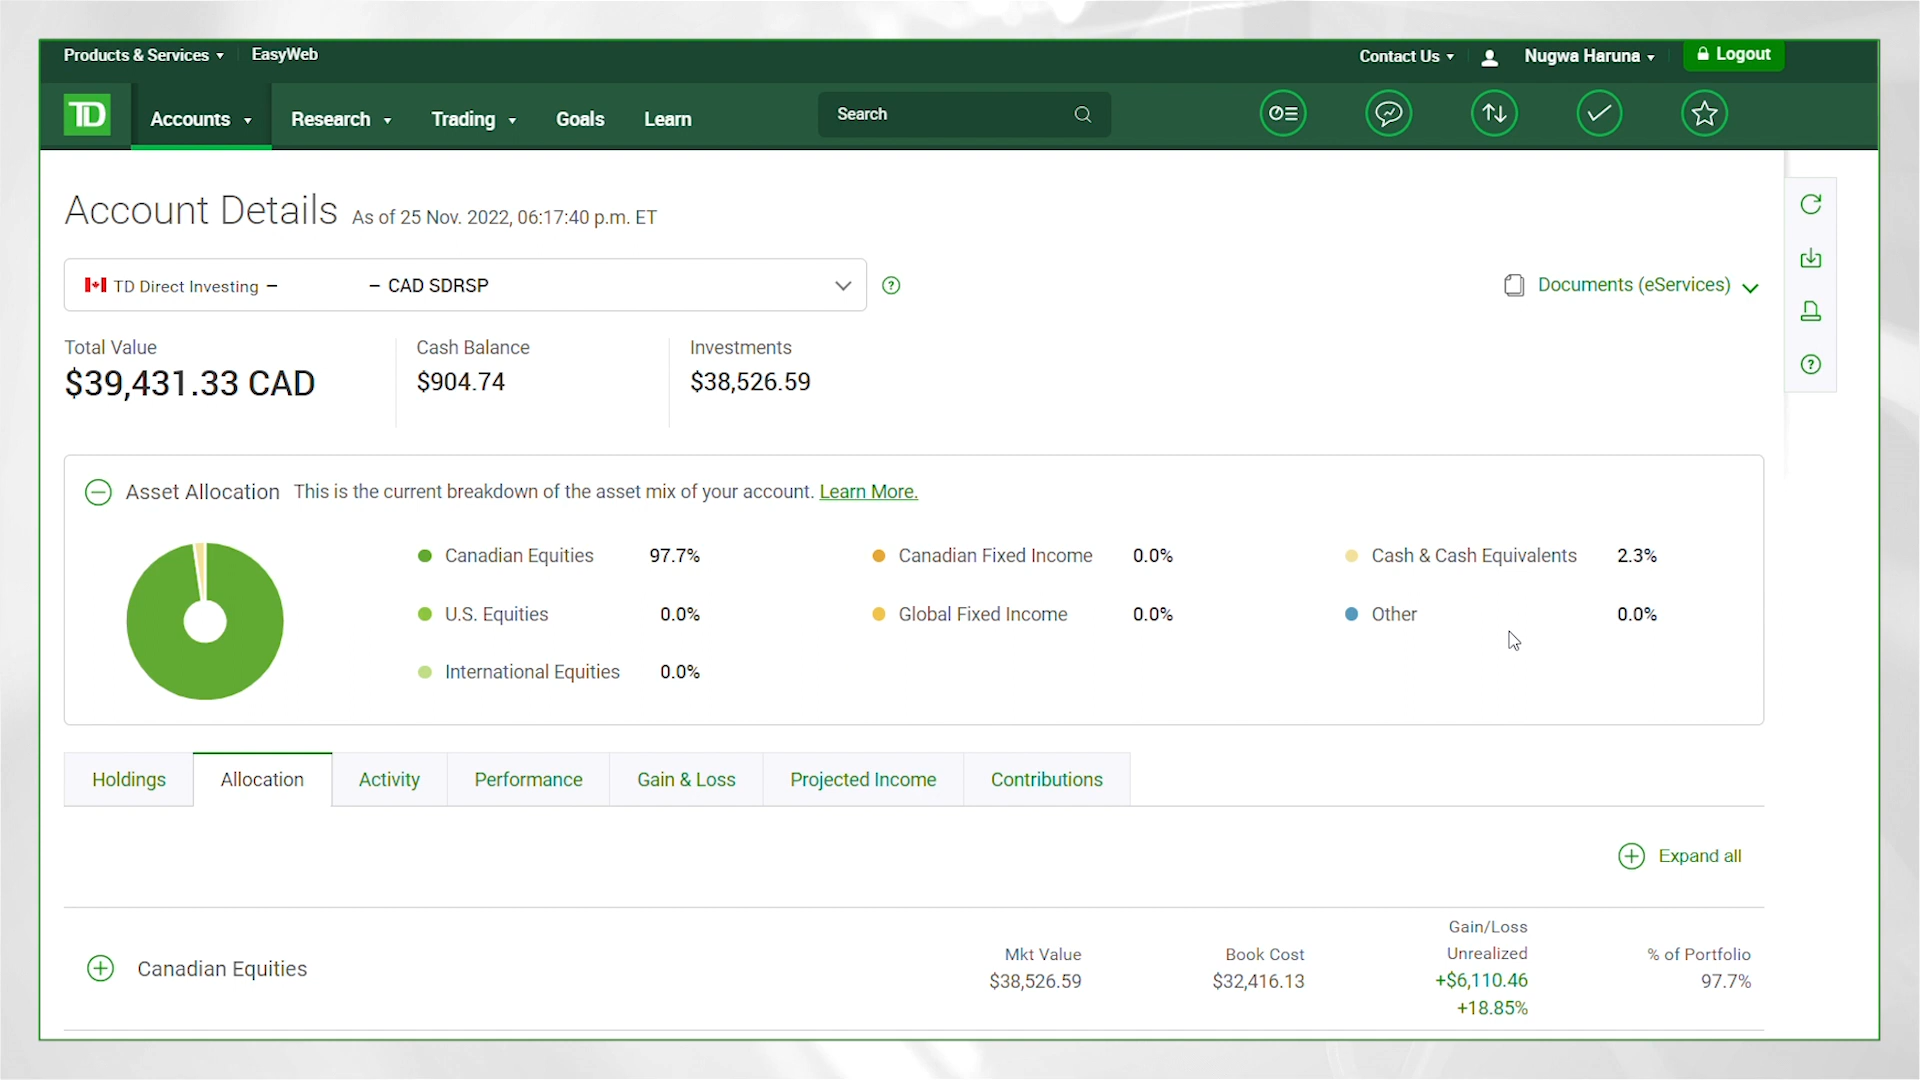 Products & Services EasyWeb Contact Us Nugwa Haruna Logout
TD Accounts Research Trading Goals Learn Search
Account Details As of 25 Nov. 2022, 06:17:40 p.m. ET
TD Direct Investing – – CAD SDRSP ? Documents (eServices)
Total Value Cash Balance Investments
$39,431.33 CAD $904.74 $38,526.59
?
Asset Allocation This is the current breakdown of the asset mix of your account. Learn More.
Canadian Equities 97.7% Canadian Fixed Income 0.0% Cash & Cash Equivalents 2.3%
U.S. Equities 0.0% Global Fixed Income 0.0% Other 0.0%
International Equities 0.0%
Holdings Allocation Activity Performance Gain & Loss Projected Income Contributions
Expand all
Gain/Loss
Mkt Value Book Cost Unrealized % of Portfolio
Canadian Equities $38,526.59 $32,416.13 +$6,110.46 97.7%
+18.85%